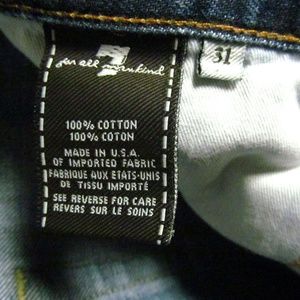 7
for all mankind
31
100% COTTON
100% COTON
MADE IN U.S.A.
OF IMPORTED FABRIC
FABRIQUE AUX ETATS-UNIS
DE TISSU IMPORTÉ
SEE REVERSE FOR CARE
REVERS SUR LE SOINS